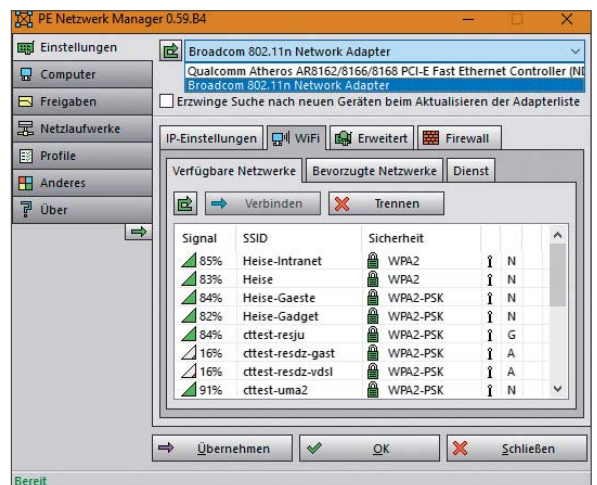 PE Netzwerk Manager 0.59.B4
Einstellungen
Computer
Freigaben
Netzlaufwerke
Profile
Anderes
Über
Broadcom 802.11n Network Adapter
Qualcomm Atheros AR8162/8166/8168 PCI-E Fast Ethernet Controller
Broadcom 802.11n Network Adapter
Erzwinge Suche nach neuen Geräten beim Aktualisieren der Adapterliste
IP-Einstellungen WiFi Erweitert Firewall
Verfügbare Netzwerke Bevorzugte Netzwerke Dienst
Verbinden Trennen
Signal SSID Sicherheit
85% Heise-Intranet WPA2 N
83% Heise WPA2 N
84% Heise-Gaeste WPA2-PSK N
82% Heise-Gadget WPA2-PSK N
84% cttest-resju WPA2-PSK G
16% cttest-resdz-gast WPA2-PSK A
16% cttest-resdz-vdsl WPA2-PSK A
91% cttest-uma2 WPA2-PSK N
Übernehmen OK Schließen
Bereit